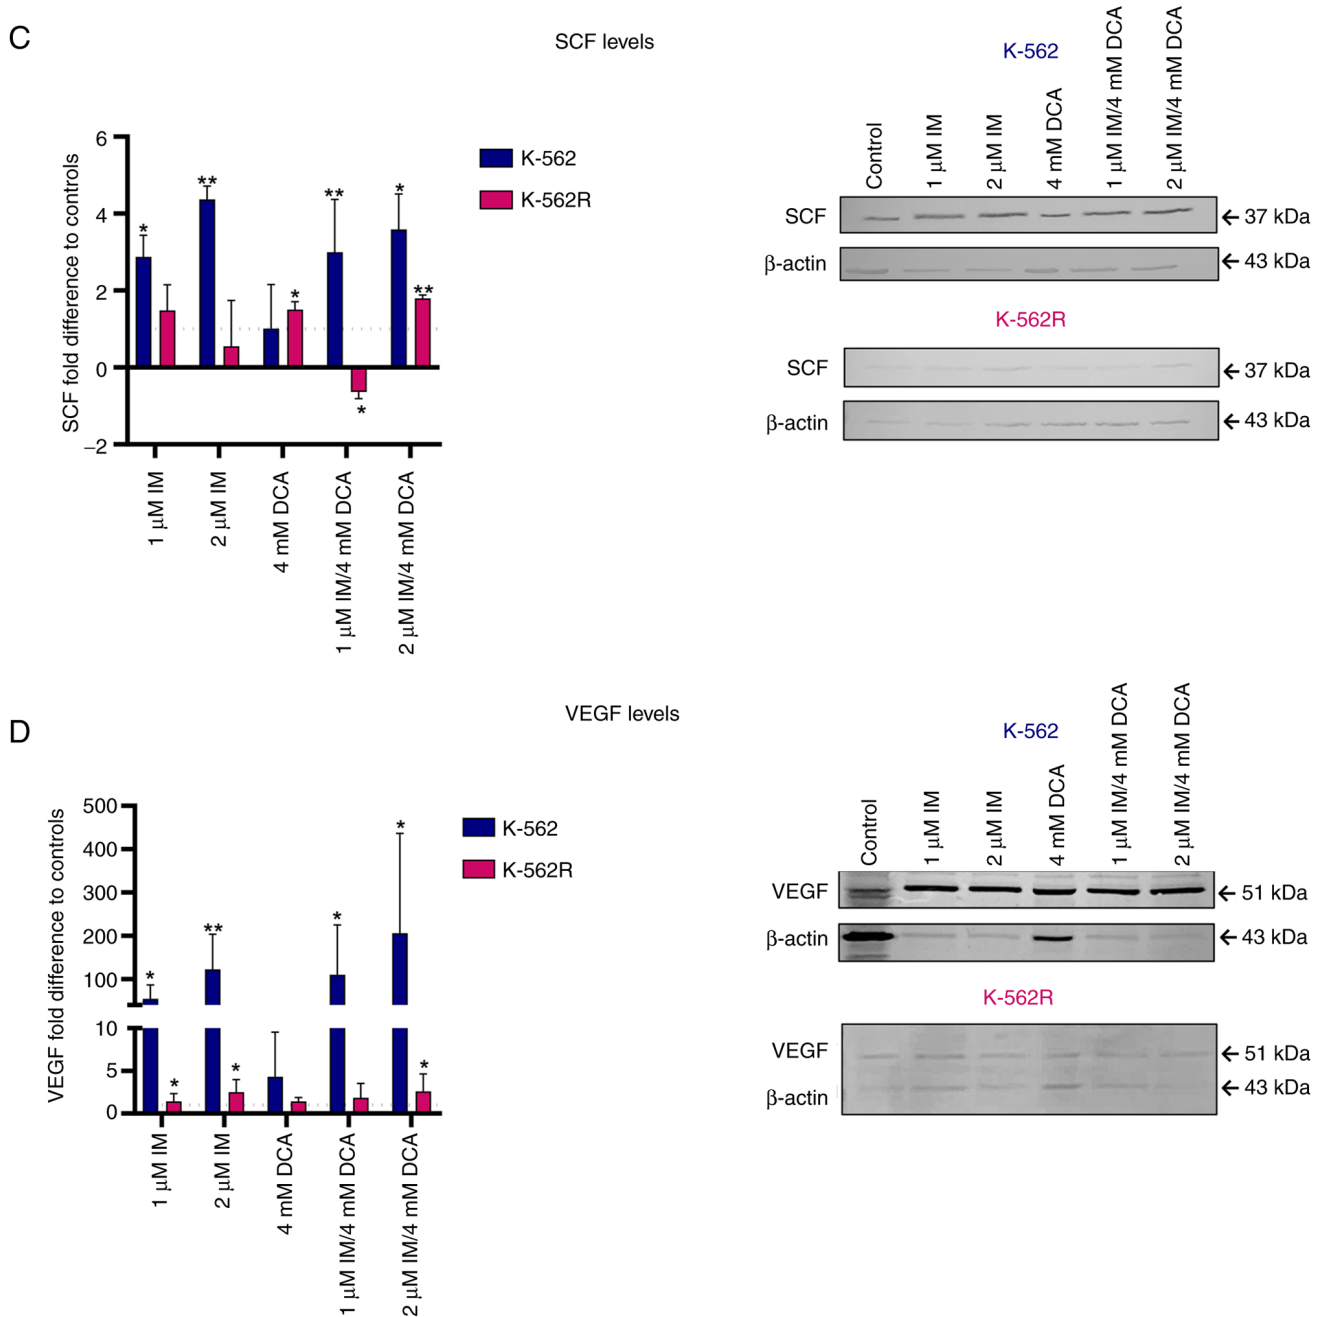 C
SCF levels
SCF fold difference to controls
6
4
2
0
–2
*
**
*
**
*
*
**
K-562
K-562R
1 µM IM
2 µM IM
4 mM DCA
1 µM IM/4 mM DCA
2 µM IM/4 mM DCA
K-562
Control
1 µM IM
2 µM IM
4 mM DCA
1 µM IM/4 mM DCA
2 µM IM/4 mM DCA
SCF ← 37 kDa
β-actin ← 43 kDa
K-562R
SCF ← 37 kDa
β-actin ← 43 kDa
D
VEGF levels
VEGF fold difference to controls
500
400
300
200
100
10
5
0
*
*
**
*
*
*
*
K-562
K-562R
1 µM IM
2 µM IM
4 mM DCA
1 µM IM/4 mM DCA
2 µM IM/4 mM DCA
K-562
Control
1 µM IM
2 µM IM
4 mM DCA
1 µM IM/4 mM DCA
2 µM IM/4 mM DCA
VEGF ← 51 kDa
β-actin ← 43 kDa
K-562R
VEGF ← 51 kDa
β-actin ← 43 kDa